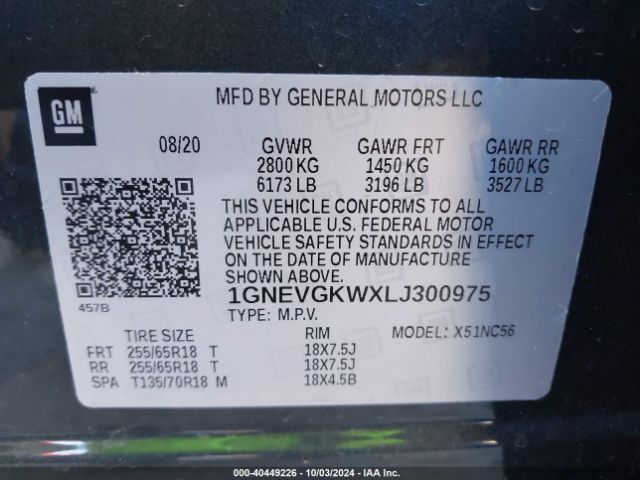 GM
MFD BY GENERAL MOTORS LLC
08/20 GVWR GAWR FRT GAWR RR
2800 KG 1450 KG 1600 KG
6173 LB 3196 LB 3527 LB
THIS VEHICLE CONFORMS TO ALL
APPLICABLE U.S. FEDERAL MOTOR
VEHICLE SAFETY STANDARDS IN EFFECT
ON THE DATE OF MANUFACTURE
SHOWN ABOVE.
1GNEVGKWXLJ300975
457B
TYPE: M.P.V.
TIRE SIZE RIM MODEL: X51NC56
FRT 255/65R18 T 18X7.5J
RR 255/65R18 T 18X7.5J
SPA T135/70R18 M 18X4.5B
000-40449226 - 10/03/2024 - IAA Inc.